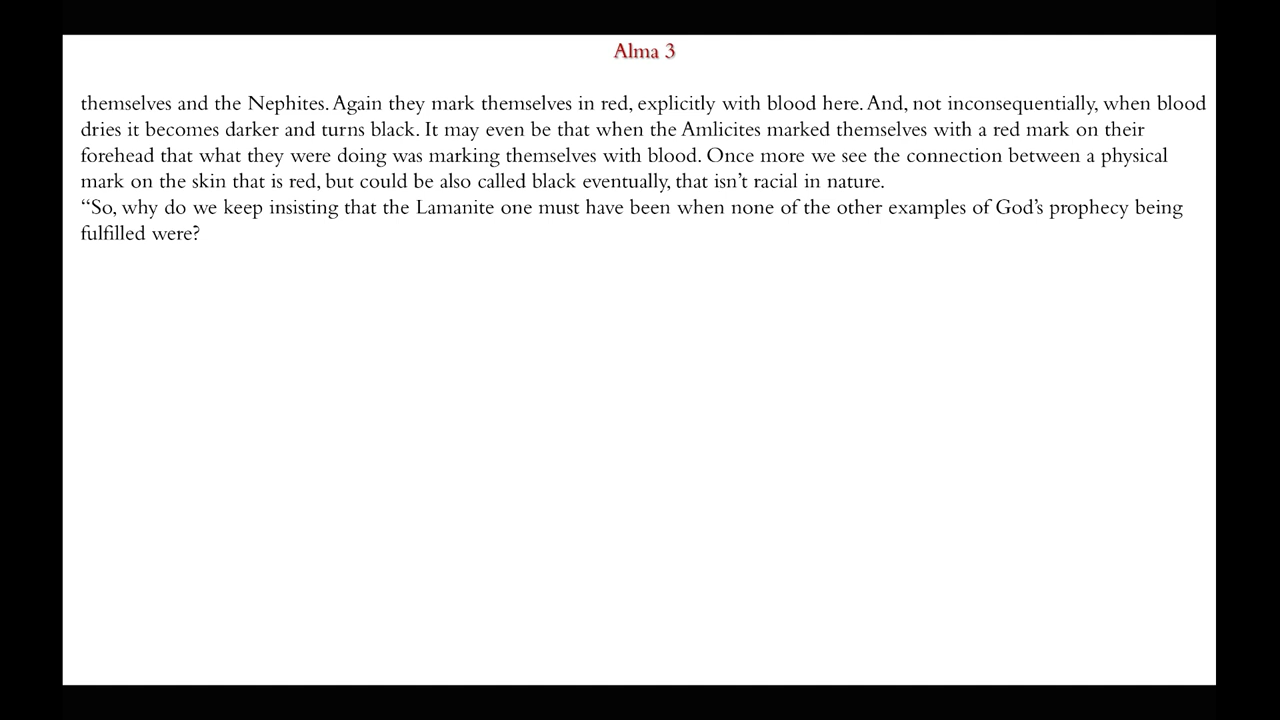 Alma 3
themselves and the Nephites. Again they mark themselves in red, explicitly with blood here. And, not inconsequentially, when blood
dries it becomes darker and turns black. It may even be that when the Amlicites marked themselves with a red mark on their
forehead that what they were doing was marking themselves with blood. Once more we see the connection between a physical
mark on the skin that is red, but could be also called black eventually, that isn’t racial in nature.
“So, why do we keep insisting that the Lamanite one must have been when none of the other examples of God’s prophecy being
fulfilled were?